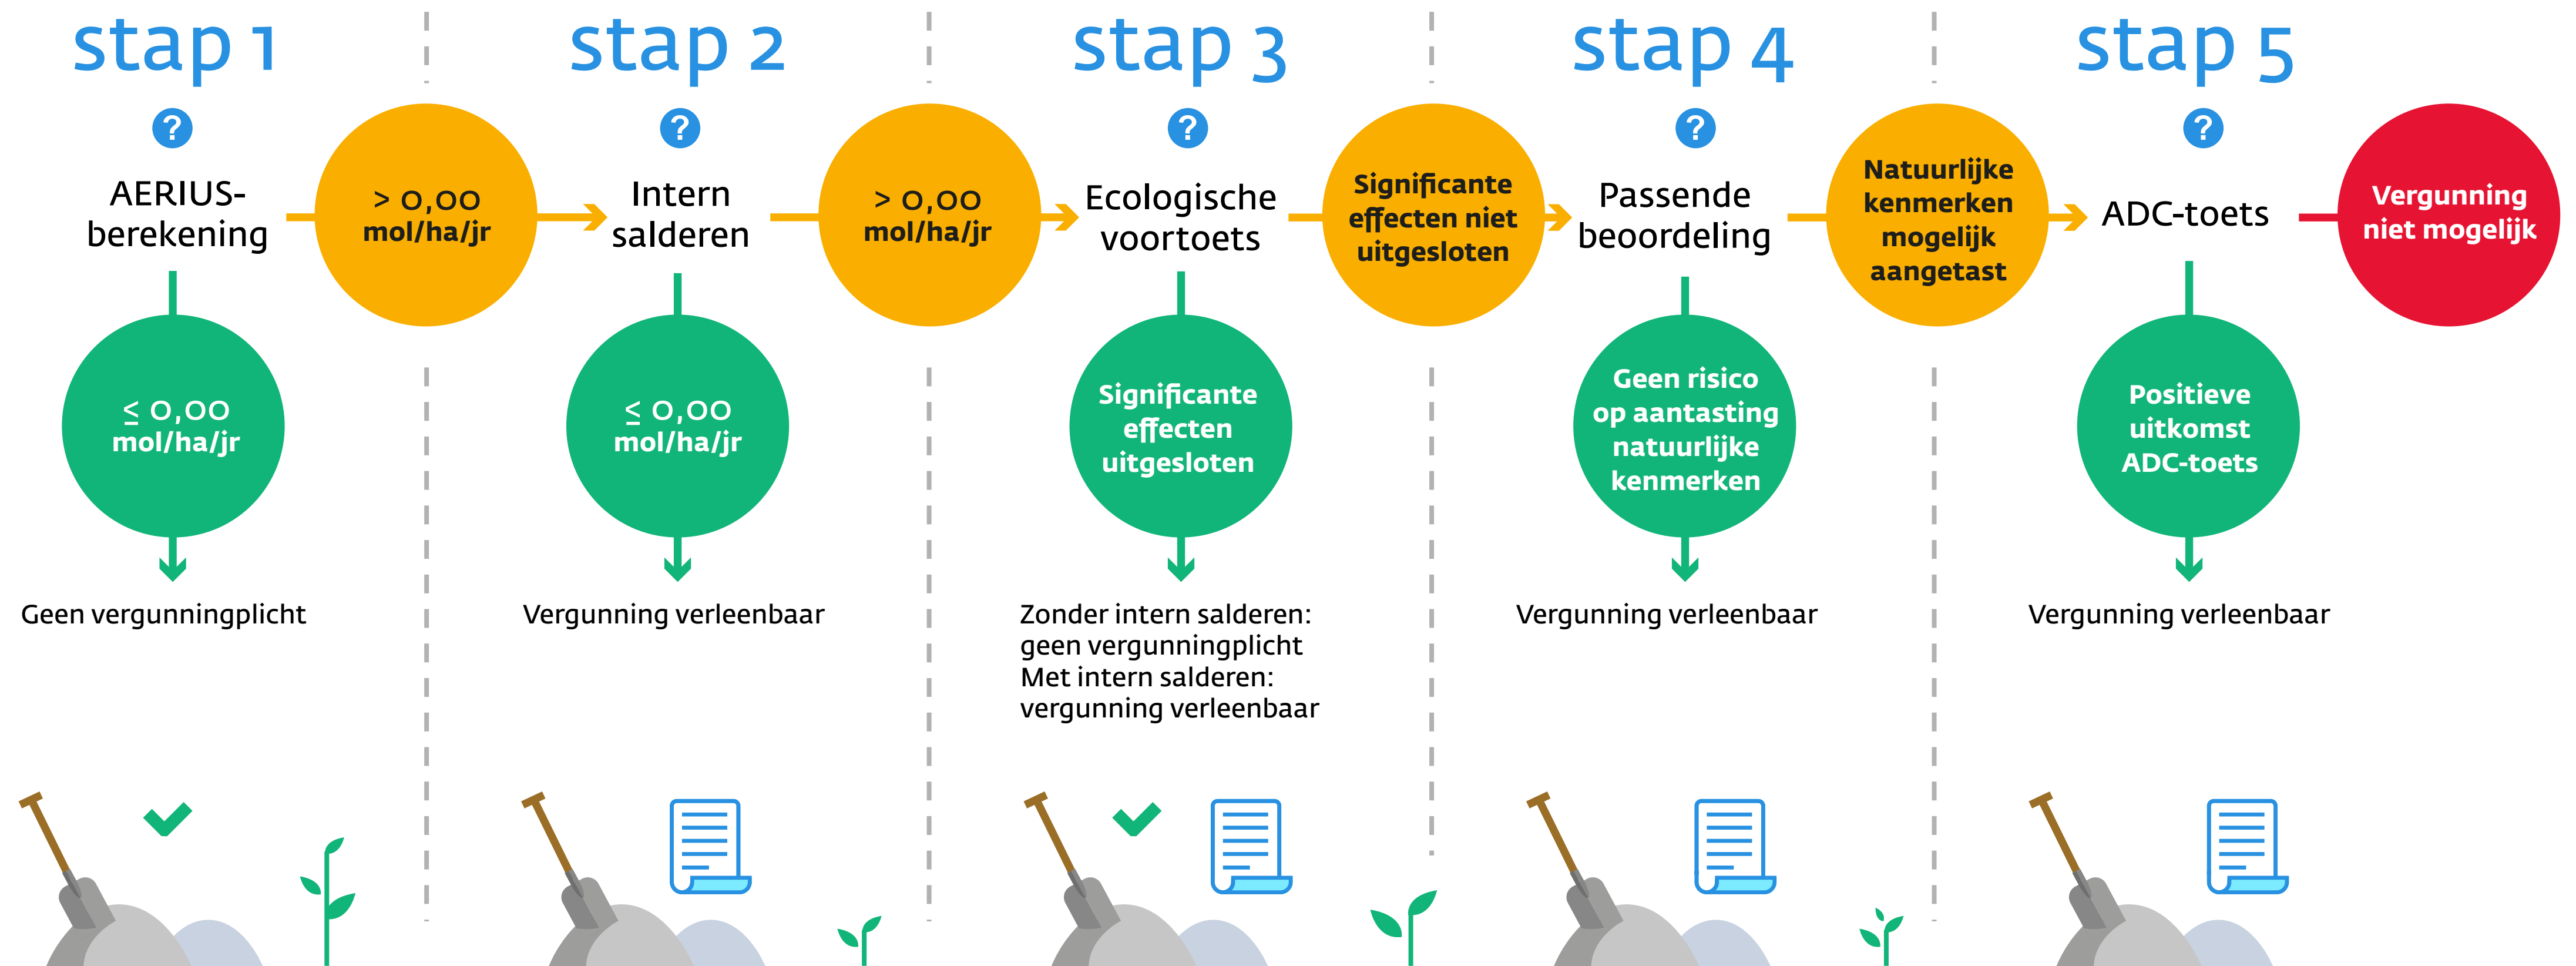 stap 1
?
AERIUS-
berekening
> 0,00
mol/ha/jr
≤ 0,00
mol/ha/jr
Geen vergunningplicht
stap 2
?
Intern
salderen
> 0,00
mol/ha/jr
≤ 0,00
mol/ha/jr
Vergunning verleenbaar
stap 3
?
Ecologische
voortoets
Significante
effecten niet
uitgesloten
Significante
effecten
uitgesloten
Zonder intern salderen:
geen vergunningplicht
Met intern salderen:
vergunning verleenbaar
stap 4
?
Passende
beoordeling
Natuurlijke
kenmerken
mogelijk
aangetast
Geen risico
op aantasting
natuurlijke
kenmerken
Vergunning verleenbaar
stap 5
?
ADC-toets
Vergunning
niet mogelijk
Positieve
uitkomst
ADC-toets
Vergunning verleenbaar